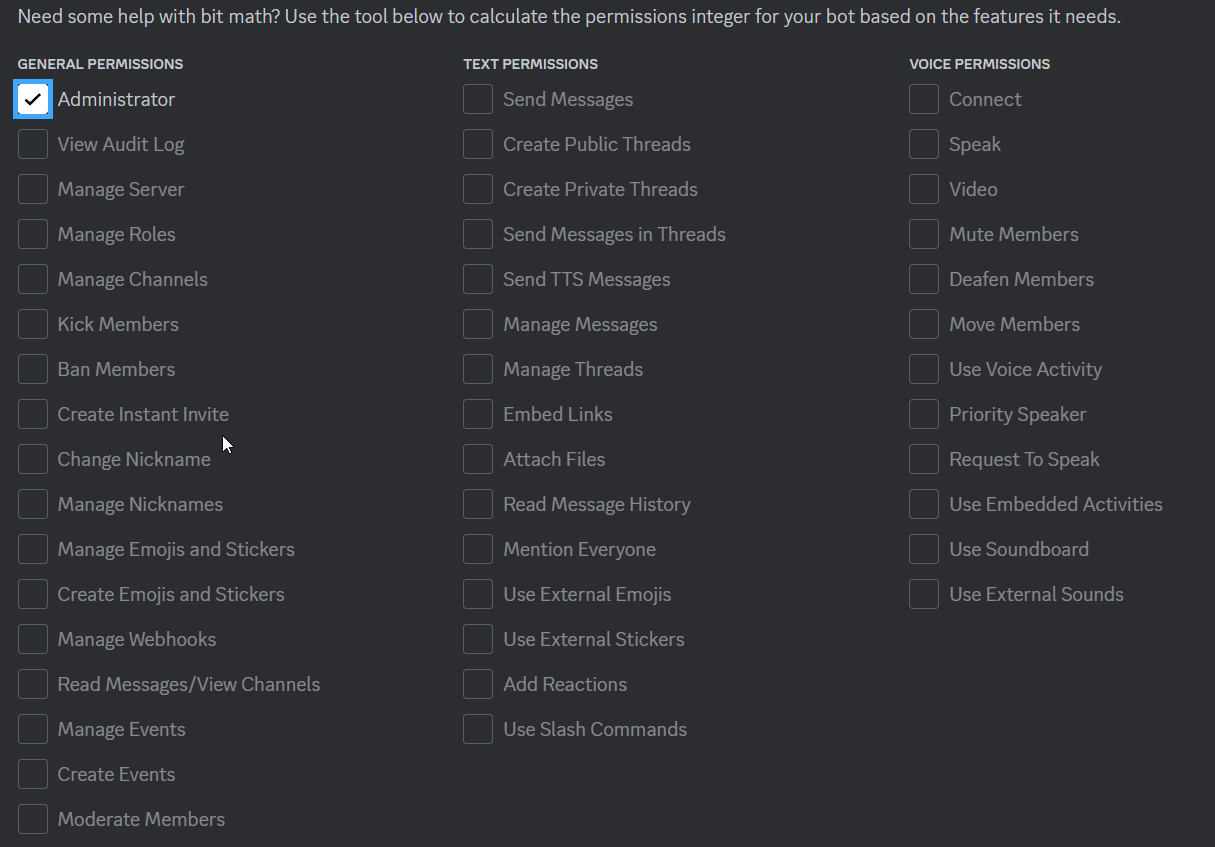 Need some help with bit math? Use the tool below to calculate the permissions integer for your bot based on the features it needs.
GENERAL PERMISSIONS
Administrator
View Audit Log
Manage Server
Manage Roles
Manage Channels
Kick Members
Ban Members
Create Instant Invite
Change Nickname
Manage Nicknames
Manage Emojis and Stickers
Create Emojis and Stickers
Manage Webhooks
Read Messages/View Channels
Manage Events
Create Events
Moderate Members
TEXT PERMISSIONS
Send Messages
Create Public Threads
Create Private Threads
Send Messages in Threads
Send TTS Messages
Manage Messages
Manage Threads
Embed Links
Attach Files
Read Message History
Mention Everyone
Use External Emojis
Use External Stickers
Add Reactions
Use Slash Commands
VOICE PERMISSIONS
Connect
Speak
Video
Mute Members
Deafen Members
Move Members
Use Voice Activity
Priority Speaker
Request To Speak
Use Embedded Activities
Use Soundboard
Use External Sounds